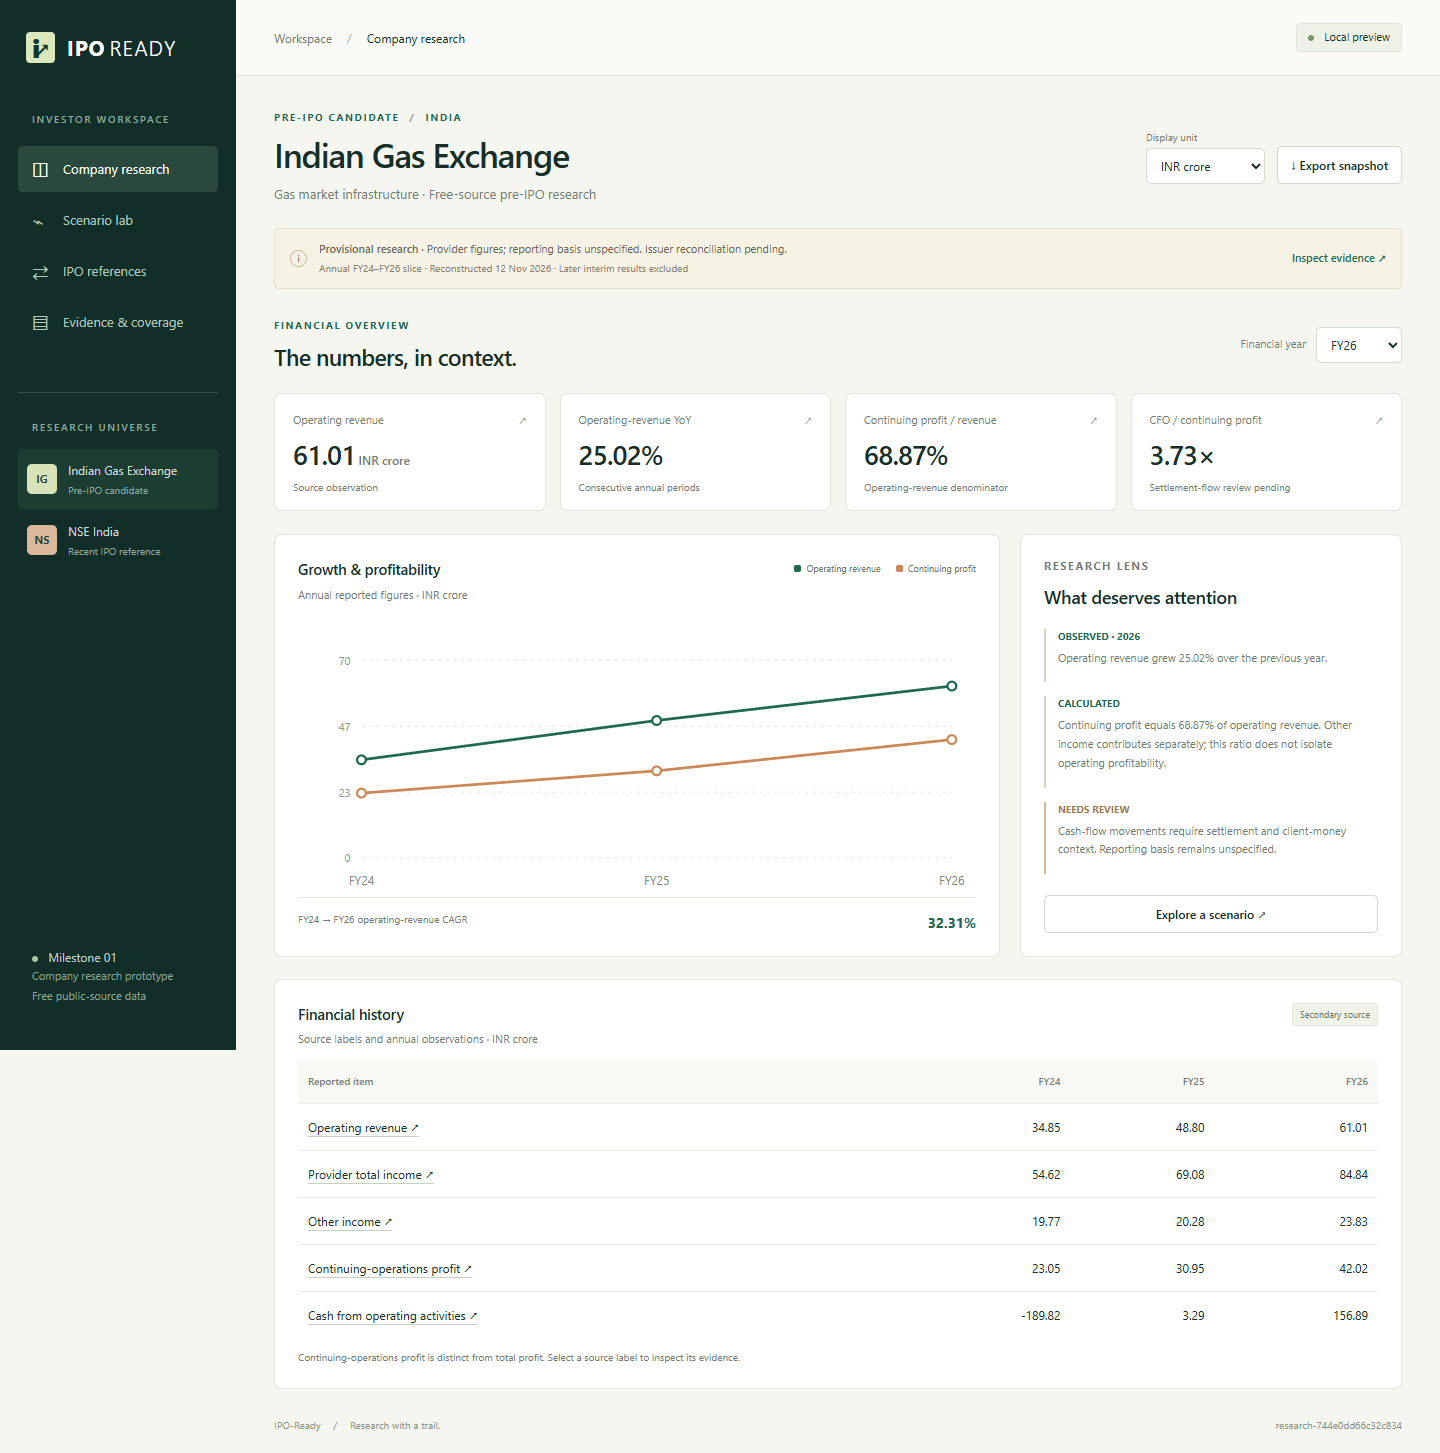 IPO READY
INVESTOR WORKSPACE
Company research
Scenario lab
IPO references
Evidence & coverage
RESEARCH UNIVERSE
IG
Indian Gas Exchange
Pre-IPO candidate
NS
NSE India
Recent IPO reference
Milestone 01
Company research prototype
Free public-source data
Workspace / Company research
Local preview
PRE-IPO CANDIDATE / INDIA
Indian Gas Exchange
Gas market infrastructure · Free-source pre-IPO research
Display unit
INR crore
↓ Export snapshot
Provisional research · Provider figures; reporting basis unspecified. Issuer reconciliation pending.
Annual FY24–FY26 slice · Reconstructed 12 Nov 2026 · Later interim results excluded
Inspect evidence ↗
FINANCIAL OVERVIEW
The numbers, in context.
Financial year FY26
Operating revenue ↗
61.01 INR crore
Source observation
Operating-revenue YoY ↗
25.02%
Consecutive annual periods
Continuing profit / revenue ↗
68.87%
Operating-revenue denominator
CFO / continuing profit ↗
3.73×
Settlement-flow review pending
Growth & profitability
Annual reported figures · INR crore
Operating revenue Continuing profit
70
47
23
0
FY24 FY25 FY26
FY24 → FY26 operating-revenue CAGR 32.31%
RESEARCH LENS
What deserves attention
OBSERVED · 2026
Operating revenue grew 25.02% over the previous year.
CALCULATED
Continuing profit equals 68.87% of operating revenue. Other
income contributes separately; this ratio does not isolate
operating profitability.
NEEDS REVIEW
Cash-flow movements require settlement and client-money
context. Reporting basis remains unspecified.
Explore a scenario ↗
Financial history
Source labels and annual observations · INR crore
Secondary source
Reported item FY24 FY25 FY26
Operating revenue ↗ 34.85 48.80 61.01
Provider total income ↗ 54.62 69.08 84.84
Other income ↗ 19.77 20.28 23.83
Continuing-operations profit ↗ 23.05 30.95 42.02
Cash from operating activities ↗ -189.82 3.29 156.89
Continuing-operations profit is distinct from total profit. Select a source label to inspect its evidence.
IPO-Ready / Research with a trail.
research-744e0dd66c32c834